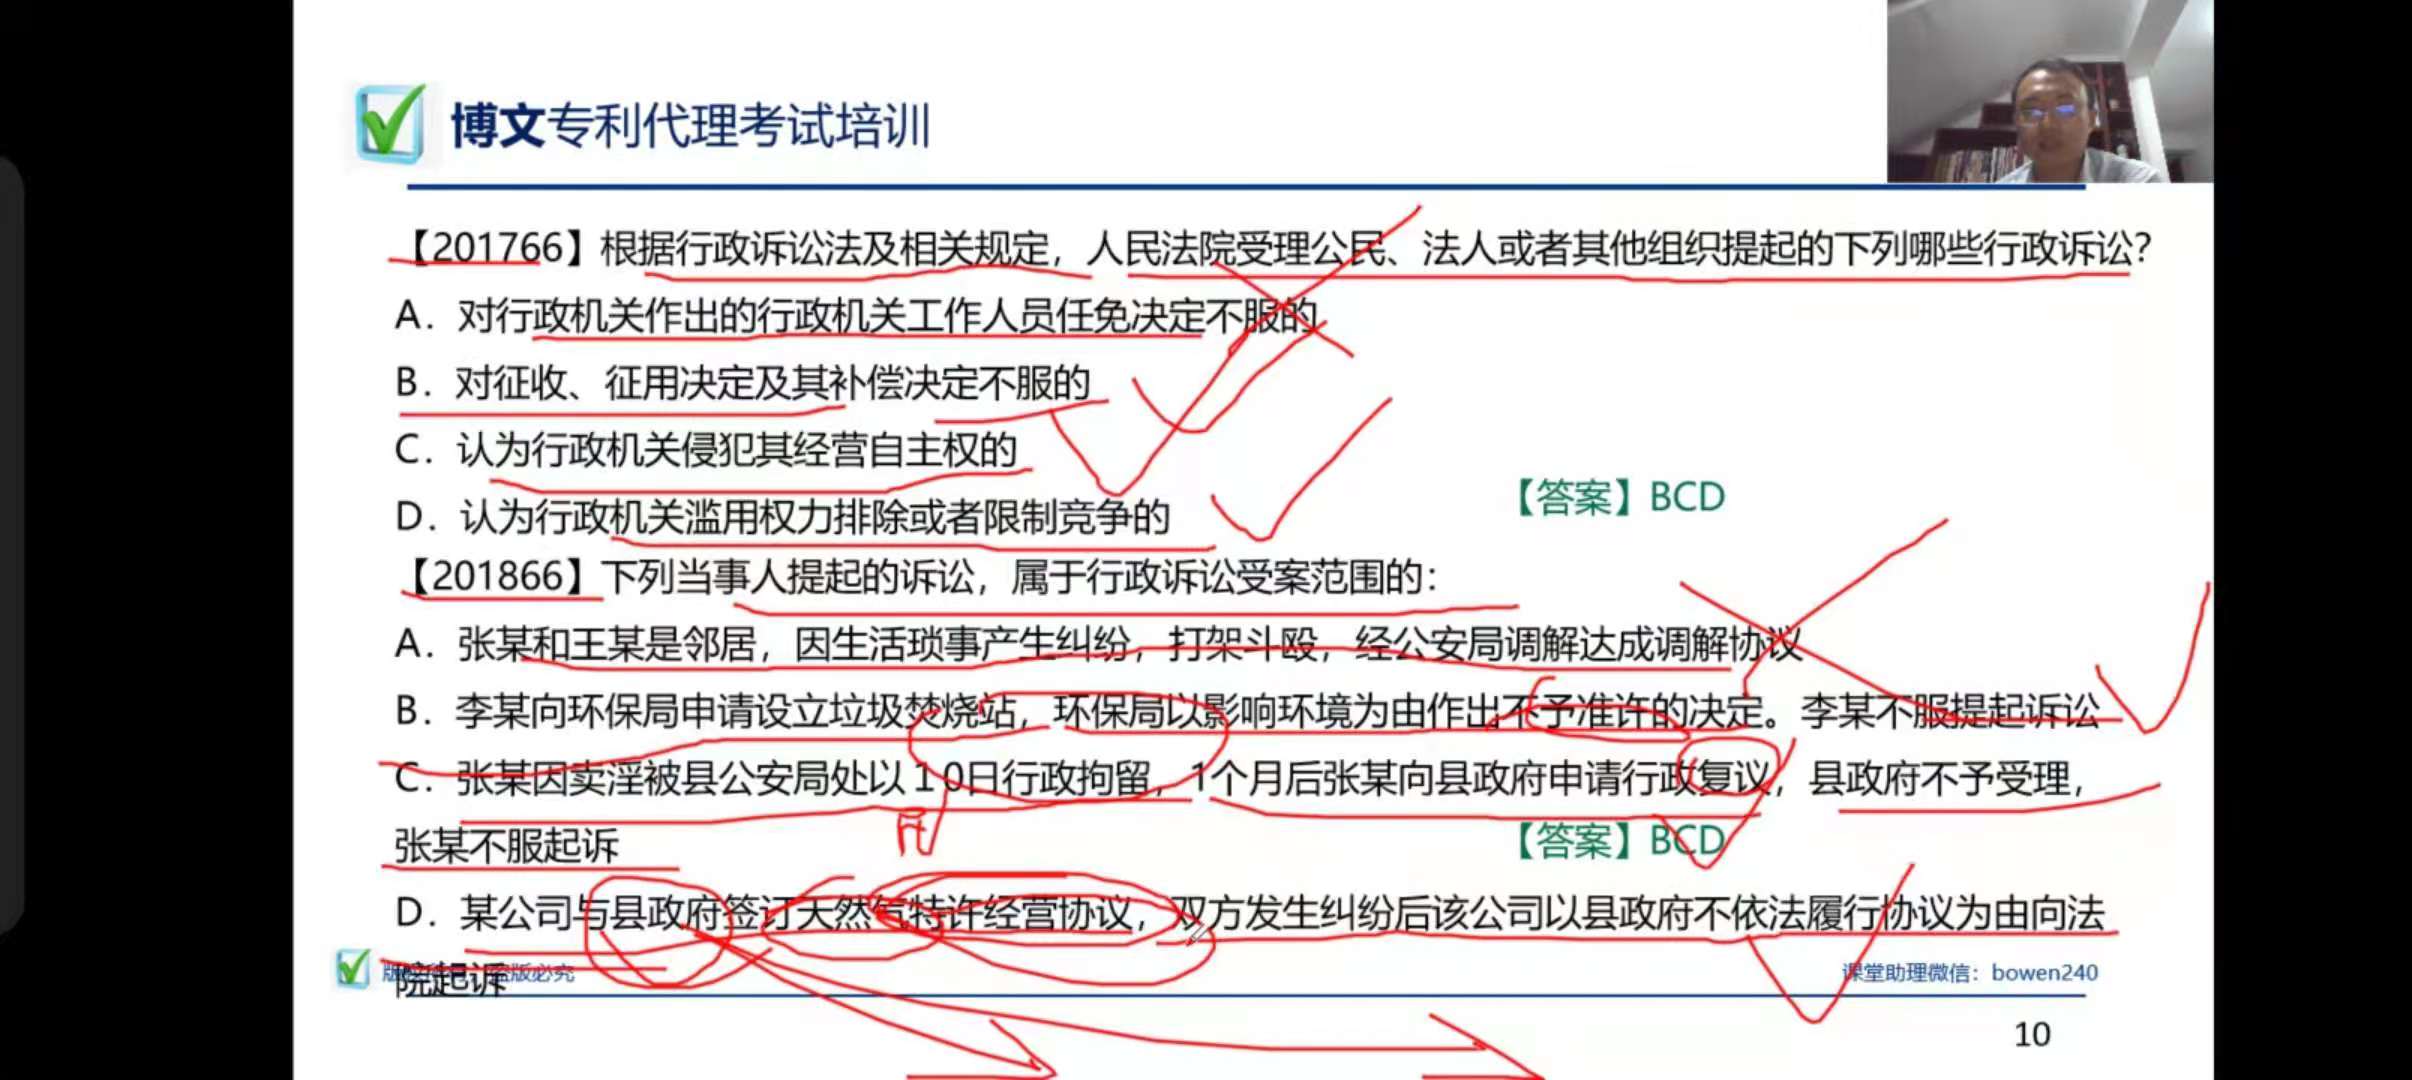 博文专利代理考试培训
【201766】根据行政诉讼法及相关规定，人民法院受理公民、法人或者其他组织提起的下列哪些行政诉讼？
A. 对行政机关作出的行政机关工作人员任免决定不服的
B. 对征收、征用决定及其补偿决定不服的
C. 认为行政机关侵犯其经营自主权的
D. 认为行政机关滥用权力排除或者限制竞争的
【答案】BCD
【201866】下列当事人提起的诉讼，属于行政诉讼受案范围的：
A. 张某和王某是邻居，因生活琐事产生纠纷，打架斗殴，经公安局调解达成调解协议
B. 李某向环保局申请设立垃圾焚烧站，环保局以影响环境为由作出不予准许的决定。李某不服提起诉讼
C. 张某因卖淫被县公安局处以10日行政拘留，1个月后张某向县政府申请行政复议，县政府不予受理，
张某不服起诉
【答案】BCD
D. 某公司与县政府签订天然气特许经营协议，双方发生纠纷后该公司以县政府不依法履行协议为由向法
院起诉
版 版必究
课堂助理微信：bowen240
10